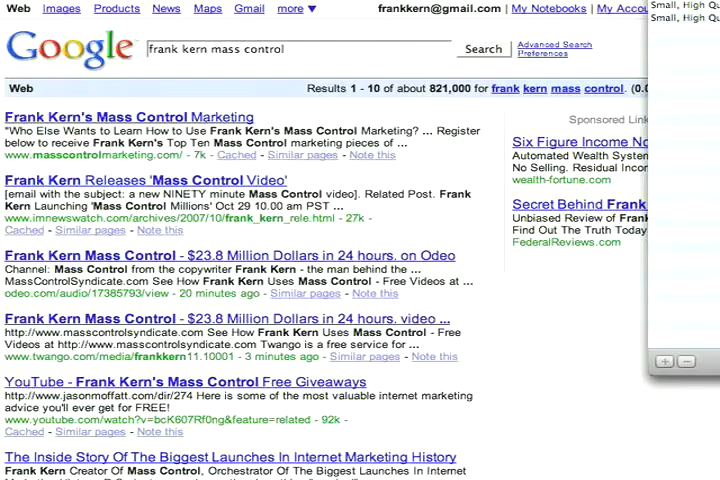 Web Images Products News Maps Gmail more ▼ frankkern@gmail.com | My Notebooks | My Accou
Small, High Qu
Small, High Qu
Google frank kern mass control Search Advanced Search
Preferences
Web Results 1 - 10 of about 821,000 for frank kern mass control. (0.0
Frank Kern's Mass Control Marketing
"Who Else Wants to Learn How to Use Frank Kern's Mass Control Marketing? ... Register
below to receive Frank Kern's Top Ten Mass Control marketing pieces of ...
www.masscontrolmarketing.com/ - 7k - Cached - Similar pages - Note this
Frank Kern Releases 'Mass Control Video'
[email with the subject: a new NINETY minute Mass Control video]. Related Post. Frank
Kern Launching 'Mass Control Millions' Oct 29 10.00 am PST ...
www.imnewswatch.com/archives/2007/10/frank_kern_rele.html - 27k -
Cached - Similar pages - Note this
Frank Kern Mass Control - $23.8 Million Dollars in 24 hours. on Odeo
Channel: Mass Control from the copywriter Frank Kern - the man behind the ...
MassControlSyndicate.com See How Frank Kern Uses Mass Control - Free Videos at ...
odeo.com/audio/17385793/view - 20 minutes ago - Similar pages - Note this
Frank Kern Mass Control - $23.8 Million Dollars in 24 hours. video ...
http://www.masscontrolsyndicate.com See How Frank Kern Uses Mass Control - Free
Videos at http://www.masscontrolsyndicate.com Twango is a free service for ...
www.twango.com/media/frankkern11.10001 - 3 minutes ago - Similar pages - Note this
YouTube - Frank Kern's Mass Control Free Giveaways
http://www.jasonmoffatt.com/dir/274 Here is some of the most valuable internet marketing
advice you'll ever get for FREE!
www.youtube.com/watch?v=bcK607Rf0ng&feature=related - 92k -
Cached - Similar pages - Note this
The Inside Story Of The Biggest Launches In Internet Marketing History
Frank Kern Creator Of Mass Control, Orchestrator Of The Biggest Launches In Internet
Sponsored Link
Six Figure Income No
Automated Wealth System
No Selling. Residual Incom
wealth-fortune.com
Secret Behind Frank
Unbiased Review of Frank
Find Out The Truth Today
FederalReviews.com